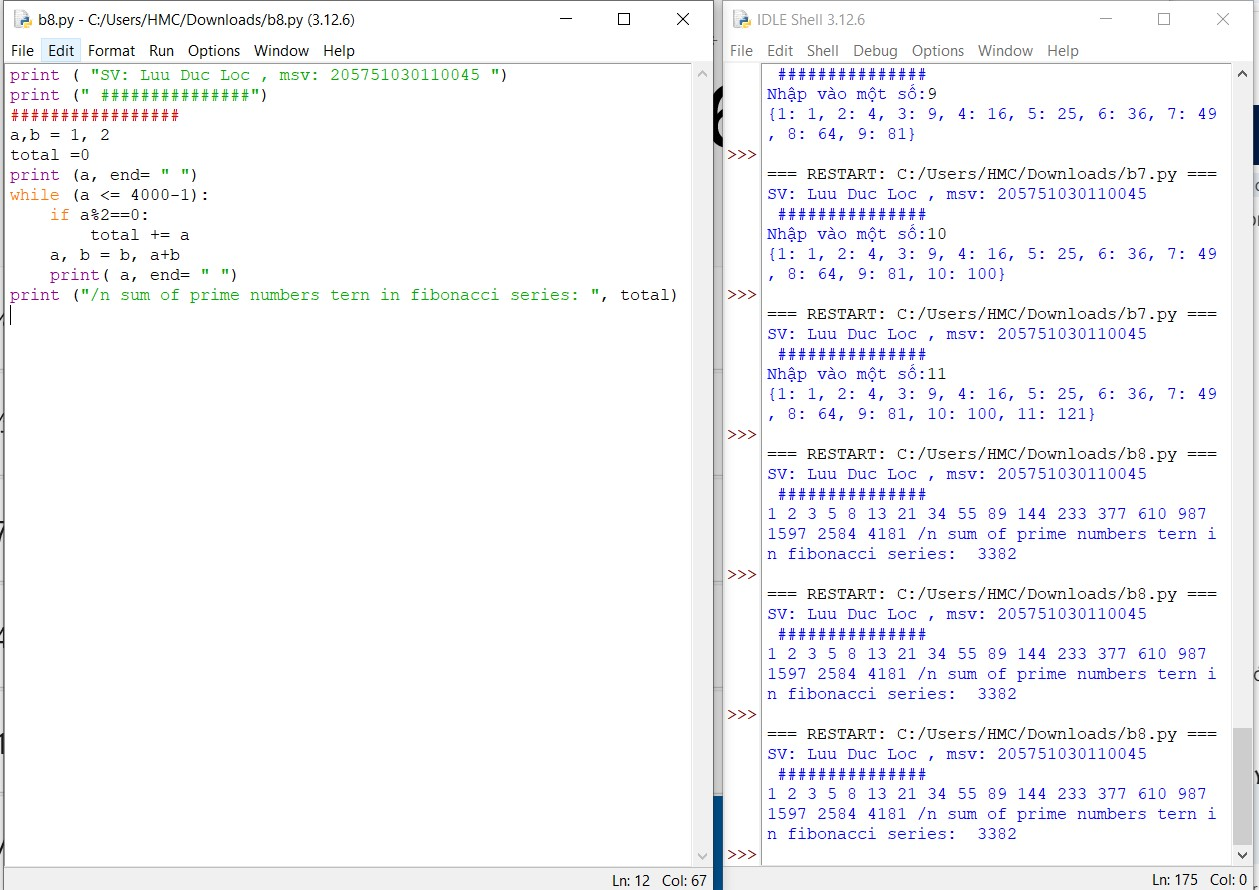 b8.py - C:/Users/HMC/Downloads/b8.py (3.12.6)
File Edit Format Run Options Window Help
print ( "SV: Luu Duc Loc , msv: 205751030110045 ")
print (" ###############")
#################
a,b = 1, 2
total =0
print (a, end= " ")
while (a <= 4000-1):
    if a%2==0:
        total += a
    a, b = b, a+b
    print( a, end= " ")
print ("/n sum of prime numbers tern in fibonacci series: ", total)
Ln: 12 Col: 67
IDLE Shell 3.12.6
File Edit Shell Debug Options Window Help
###############
Nhập vào một số:9
{1: 1, 2: 4, 3: 9, 4: 16, 5: 25, 6: 36, 7: 49
, 8: 64, 9: 81}
>>>
=== RESTART: C:/Users/HMC/Downloads/b7.py ===
SV: Luu Duc Loc , msv: 205751030110045
###############
Nhập vào một số:10
{1: 1, 2: 4, 3: 9, 4: 16, 5: 25, 6: 36, 7: 49
, 8: 64, 9: 81, 10: 100}
>>>
=== RESTART: C:/Users/HMC/Downloads/b7.py ===
SV: Luu Duc Loc , msv: 205751030110045
###############
Nhập vào một số:11
{1: 1, 2: 4, 3: 9, 4: 16, 5: 25, 6: 36, 7: 49
, 8: 64, 9: 81, 10: 100, 11: 121}
>>>
=== RESTART: C:/Users/HMC/Downloads/b8.py ===
SV: Luu Duc Loc , msv: 205751030110045
###############
1 2 3 5 8 13 21 34 55 89 144 233 377 610 987
1597 2584 4181 /n sum of prime numbers tern i
n fibonacci series:  3382
>>>
=== RESTART: C:/Users/HMC/Downloads/b8.py ===
SV: Luu Duc Loc , msv: 205751030110045
###############
1 2 3 5 8 13 21 34 55 89 144 233 377 610 987
1597 2584 4181 /n sum of prime numbers tern i
n fibonacci series:  3382
>>>
=== RESTART: C:/Users/HMC/Downloads/b8.py ===
SV: Luu Duc Loc , msv: 205751030110045
###############
1 2 3 5 8 13 21 34 55 89 144 233 377 610 987
1597 2584 4181 /n sum of prime numbers tern i
n fibonacci series:  3382
>>>
Ln: 175 Col: 0